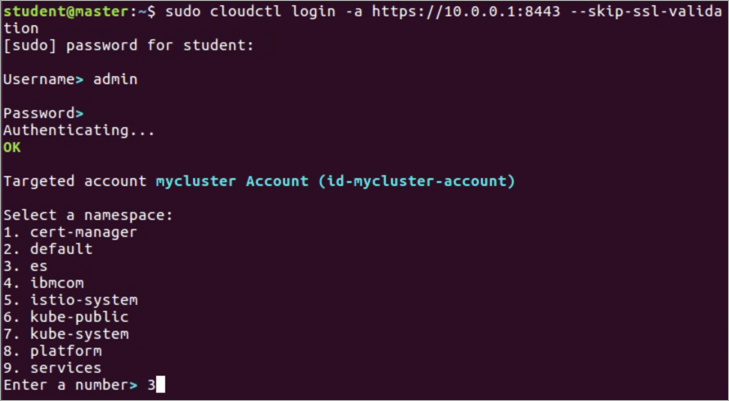 student@master:~$ sudo cloudctl login -a https://10.0.0.1:8443 --skip-ssl-valida
tion
[sudo] password for student:
Username> admin
Password>
Authenticating...
OK
Targeted account mycluster Account (id-mycluster-account)
Select a namespace:
1. cert-manager
2. default
3. es
4. ibmcom
5. istio-system
6. kube-public
7. kube-system
8. platform
9. services
Enter a number> 3